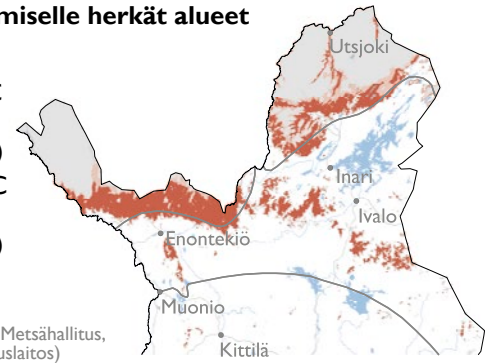 miselle herkät alueet
Utsjoki
Inari
Ivalo
Enontekiö
Muonio
Kittilä
Metsähallitus,
uslaitos)